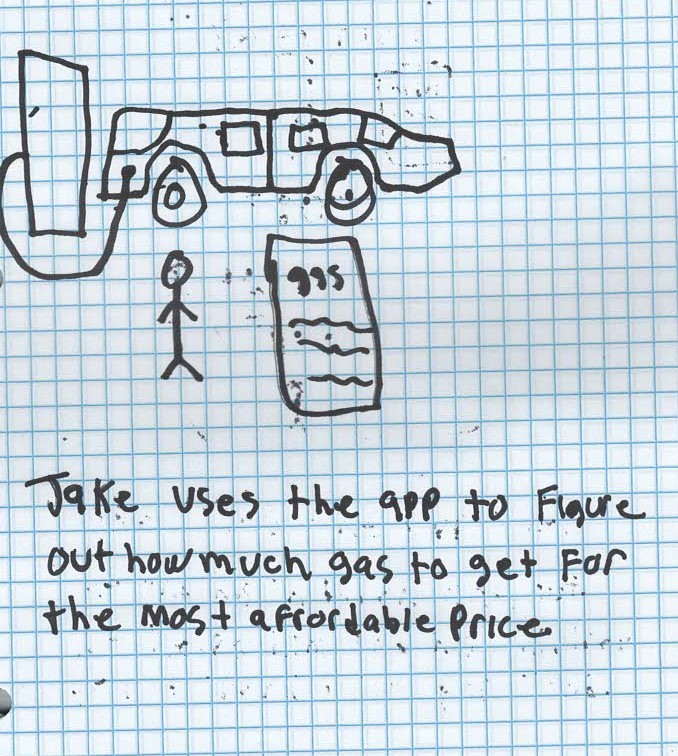 gas
Jake uses the app to Figure
out how much gas to get For
the most affordable Price